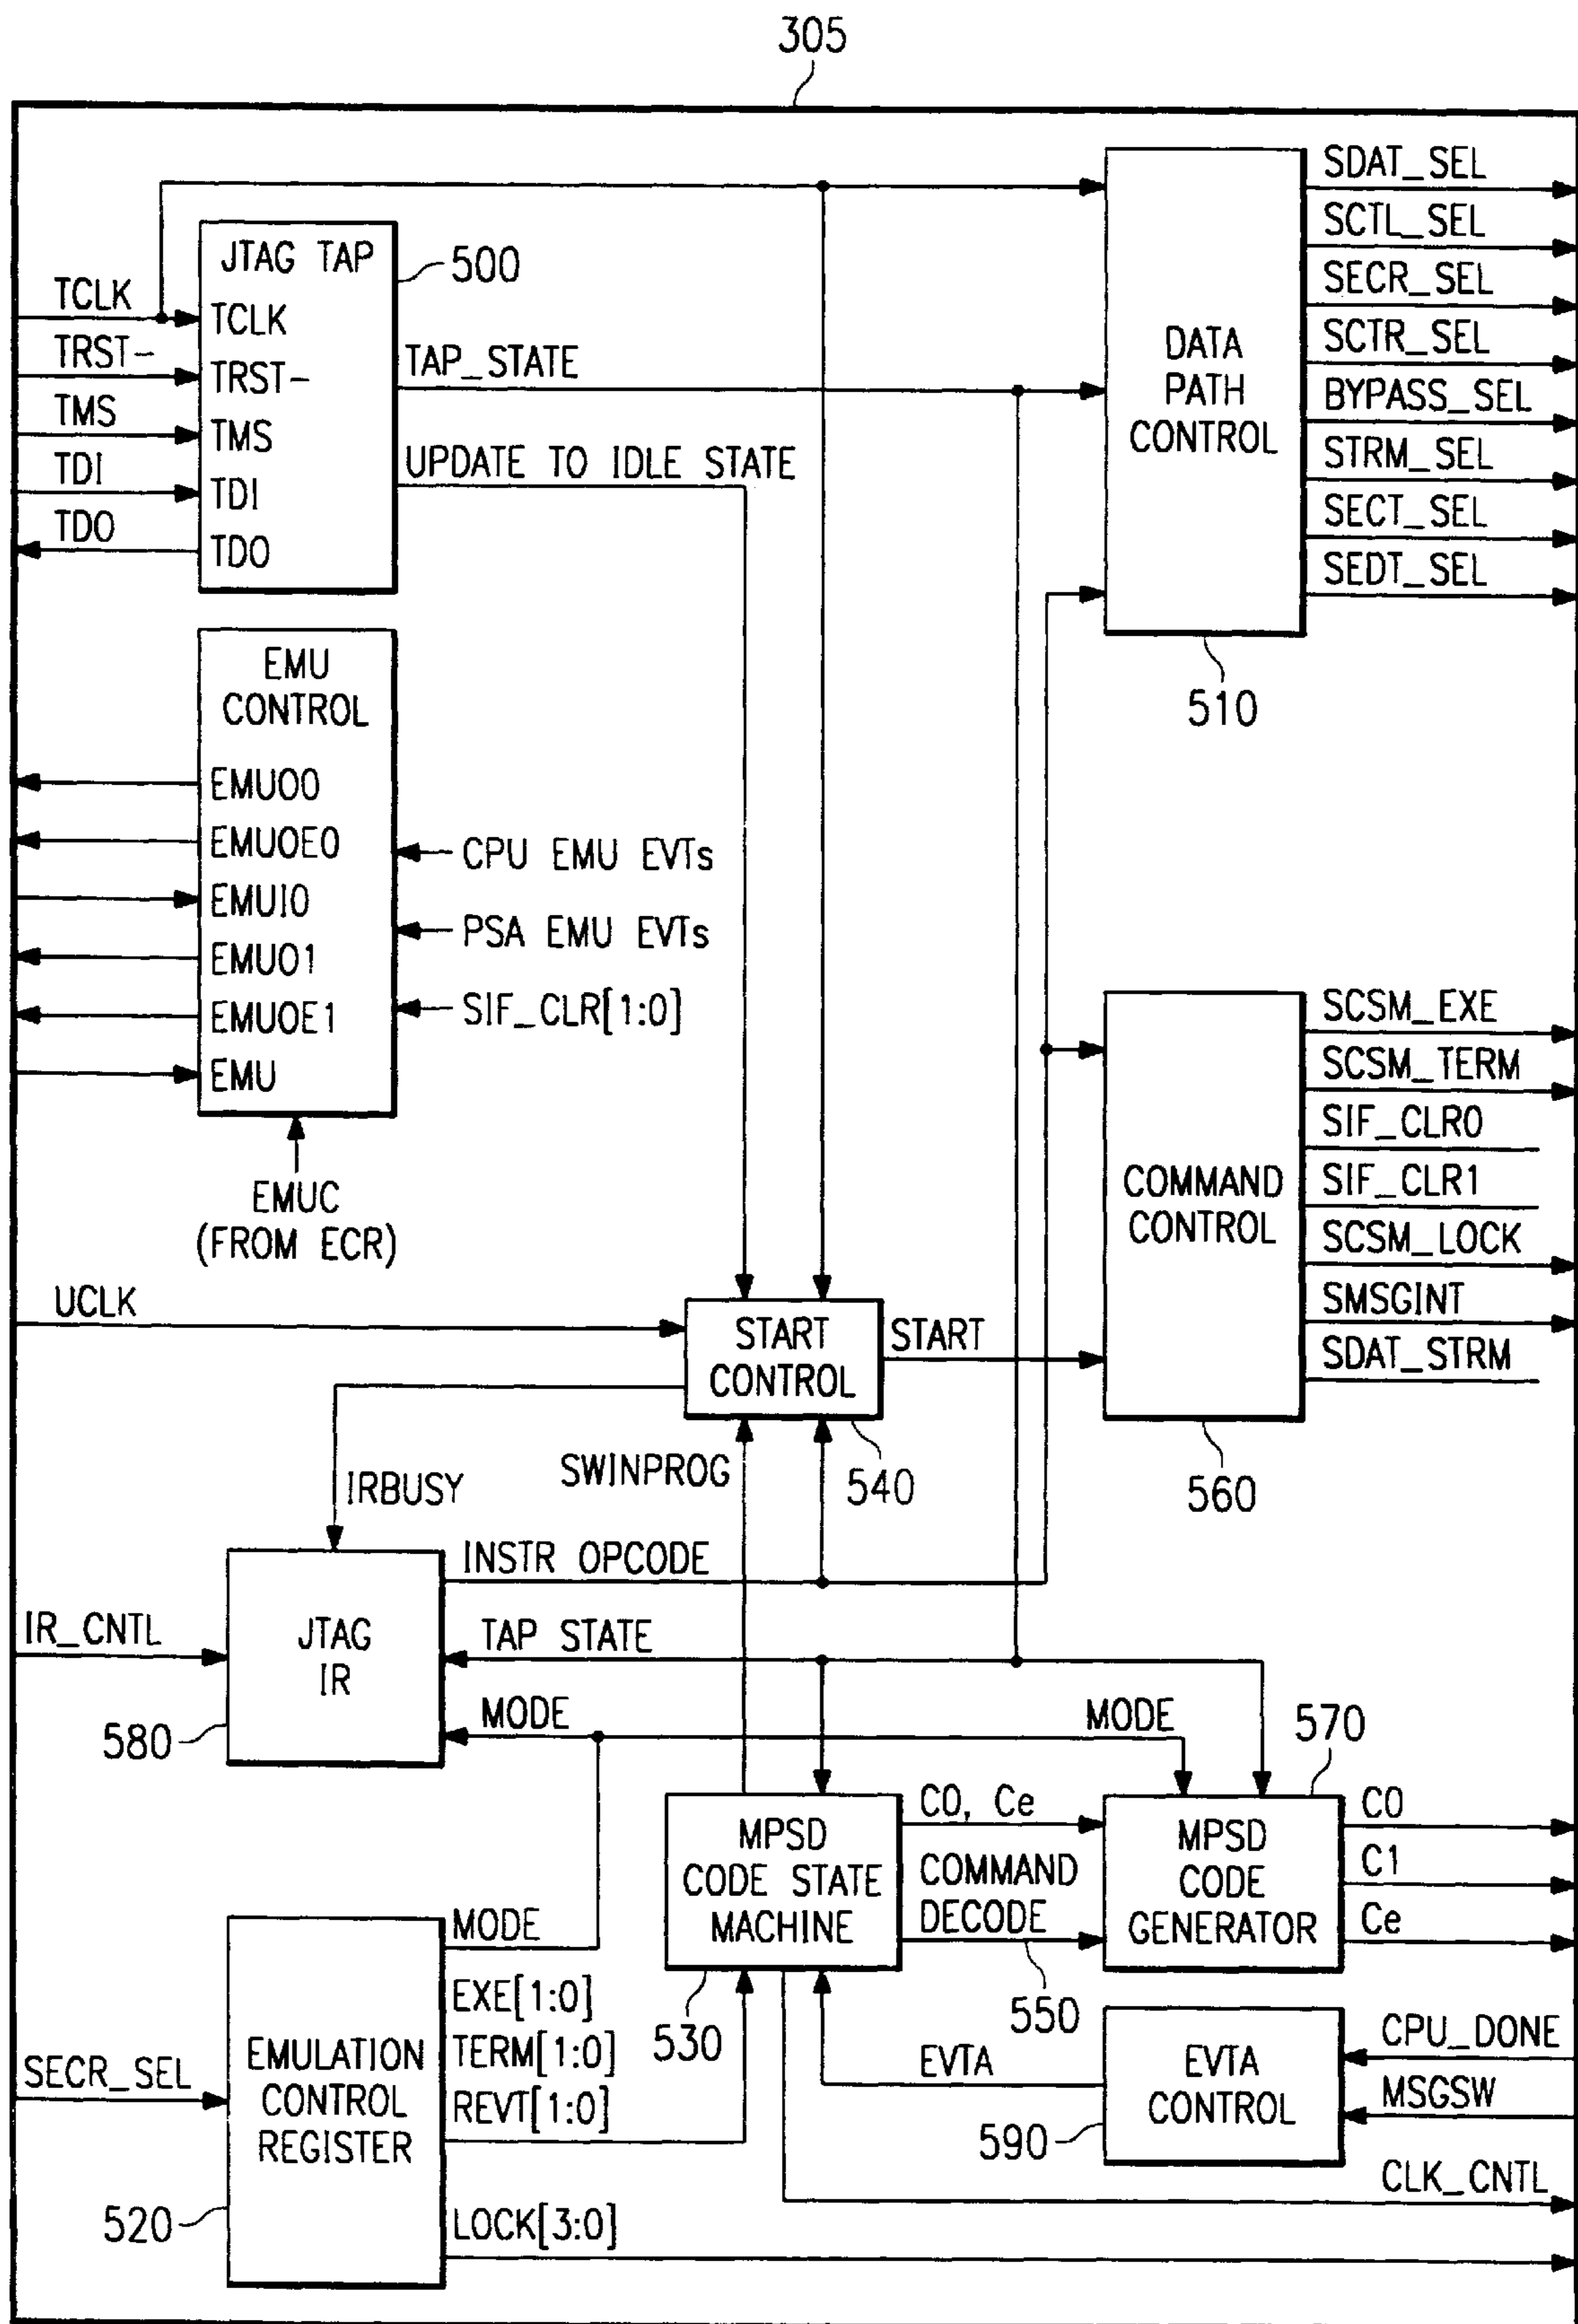 305
JTAG TAP
500
TCLK
TCLK
TRST-
TRST-
TMS
TMS
TDI
TDI
TDO
TDO
TAP_STATE
UPDATE TO IDLE STATE
DATA
PATH
CONTROL
510
SDAT_SEL
SCTL_SEL
SECR_SEL
SCTR_SEL
BYPASS_SEL
STRM_SEL
SECT_SEL
SEDT_SEL
EMU
CONTROL
EMUO0
EMUOE0
EMUI0
EMUO1
EMUOE1
EMU
CPU EMU EVTs
PSA EMU EVTs
SIF_CLR[1:0]
EMUC
(FROM ECR)
COMMAND
CONTROL
560
SCSM_EXE
SCSM_TERM
SIF_CLR0
SIF_CLR1
SCSM_LOCK
SMSGINT
SDAT_STRM
UCLK
START
CONTROL
START
540
SWINPROG
IRBUSY
INSTR OPCODE
IR_CNTL
JTAG
IR
TAP STATE
MODE
MODE
580
570
MPSD
CODE STATE
MACHINE
530
C0, Ce
COMMAND
DECODE
550
MPSD
CODE
GENERATOR
C0
C1
Ce
MODE
EXE[1:0]
TERM[1:0]
REVT[1:0]
SECR_SEL
EMULATION
CONTROL
REGISTER
520
LOCK[3:0]
EVTA
EVTA
CONTROL
590
CPU_DONE
MSGSW
CLK_CNTL